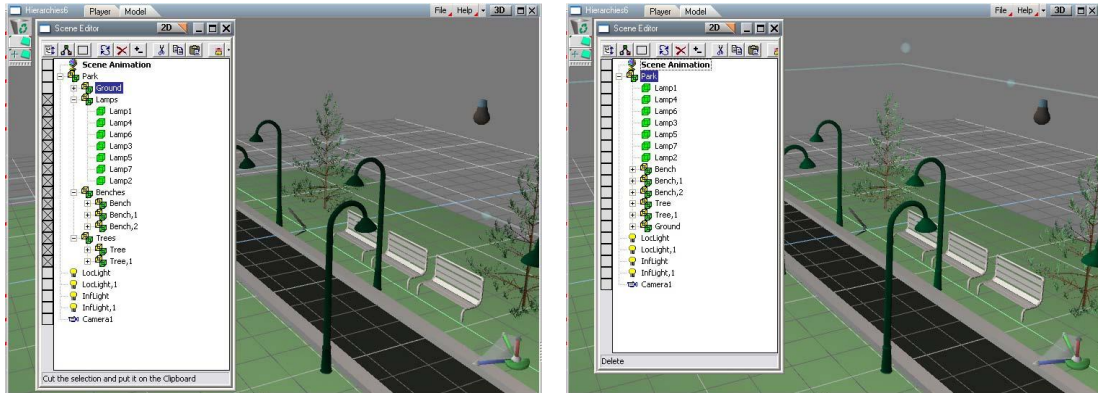 Hierarchies6 Player Model File Help 3D
Scene Editor 2D
Scene Animation
Park
Ground
Lamps
Lamp1
Lamp4
Lamp6
Lamp3
Lamp5
Lamp7
Lamp2
Benches
Bench
Bench,1
Bench,2
Trees
Tree
Tree,1
LocLight
LocLight,1
InfLight
InfLight,1
Camera1
Cut the selection and put it on the Clipboard
Hierarchies6 Player Model File Help 3D
Scene Editor 2D
Scene Animation
Park
Lamp1
Lamp4
Lamp6
Lamp3
Lamp5
Lamp7
Lamp2
Bench
Bench,1
Bench,2
Tree
Tree,1
Ground
LocLight
LocLight,1
InfLight
InfLight,1
Camera1
Delete